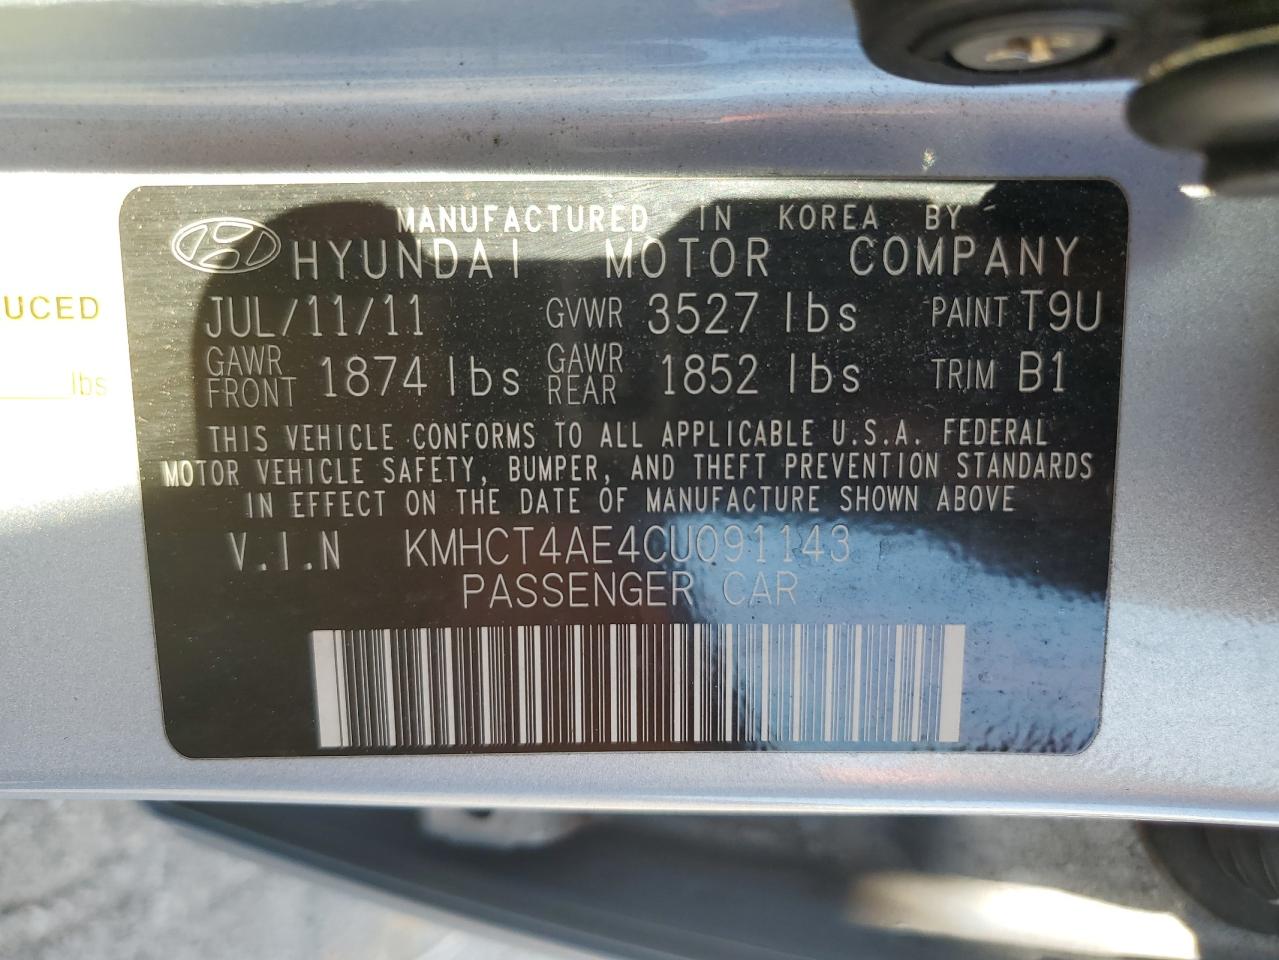 MANUFACTURED IN KOREA BY
HYUNDAI MOTOR COMPANY
JUL/11/11 GVWR 3527 lbs PAINT T9U
GAWR FRONT 1874 lbs GAWR REAR 1852 lbs TRIM B1
THIS VEHICLE CONFORMS TO ALL APPLICABLE U.S.A. FEDERAL
MOTOR VEHICLE SAFETY, BUMPER, AND THEFT PREVENTION STANDARDS
IN EFFECT ON THE DATE OF MANUFACTURE SHOWN ABOVE
V.I.N KMHCT4AE4CU091143
PASSENGER CAR
UCED
lbs